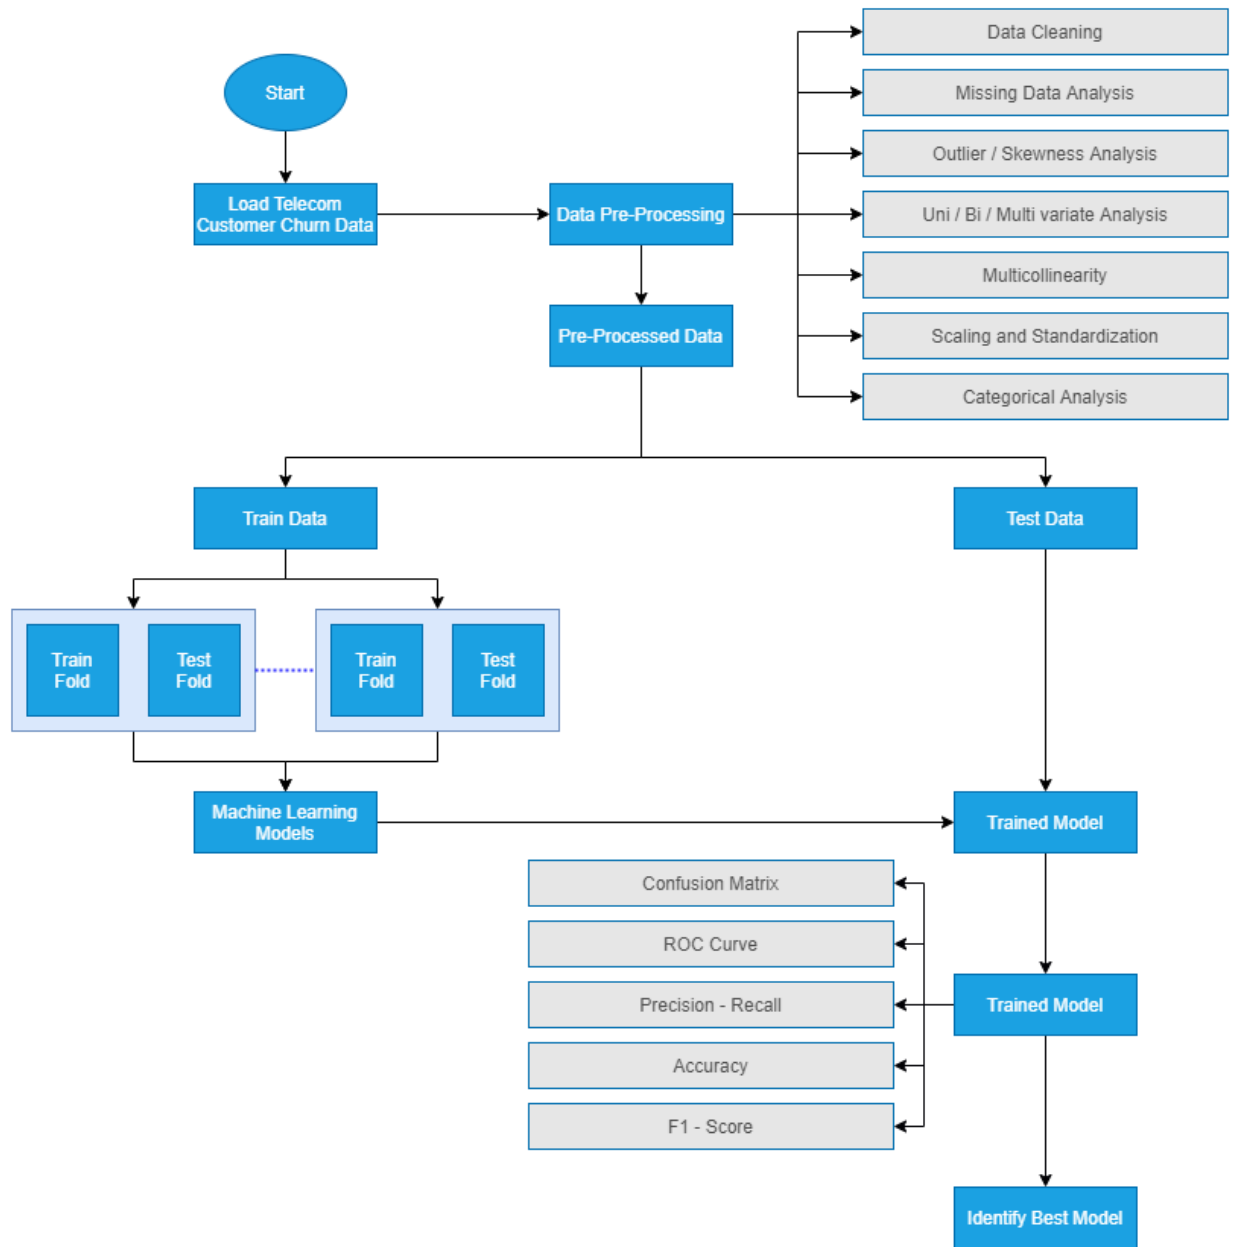 Start
Load Telecom
Customer Churn Data
Data Pre-Processing
Data Cleaning
Missing Data Analysis
Outlier / Skewness Analysis
Uni / Bi / Multi variate Analysis
Multicollinearity
Scaling and Standardization
Categorical Analysis
Pre-Processed Data
Train Data
Test Data
Train
Fold
Test
Fold
Train
Fold
Test
Fold
Machine Learning
Models
Trained Model
Confusion Matrix
ROC Curve
Precision - Recall
Accuracy
F1 - Score
Trained Model
Identify Best Model